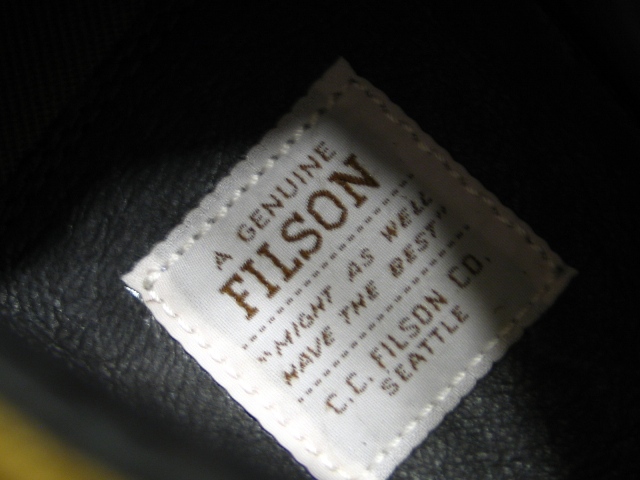 A GENUINE
FILSON
"MIGHT AS WELL
HAVE THE BEST"
C.C. FILSON CO.
SEATTLE